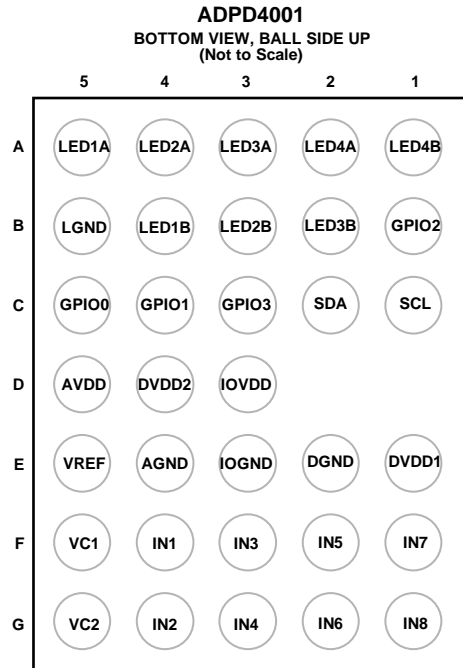 ADPD4001
BOTTOM VIEW, BALL SIDE UP
(Not to Scale)
5 4 3 2 1
A LED1A LED2A LED3A LED4A LED4B
B LGND LED1B LED2B LED3B GPIO2
C GPIO0 GPIO1 GPIO3 SDA SCL
D AVDD DVDD2 IOVDD
E VREF AGND IOGND DGND DVDD1
F VC1 IN1 IN3 IN5 IN7
G VC2 IN2 IN4 IN6 IN8